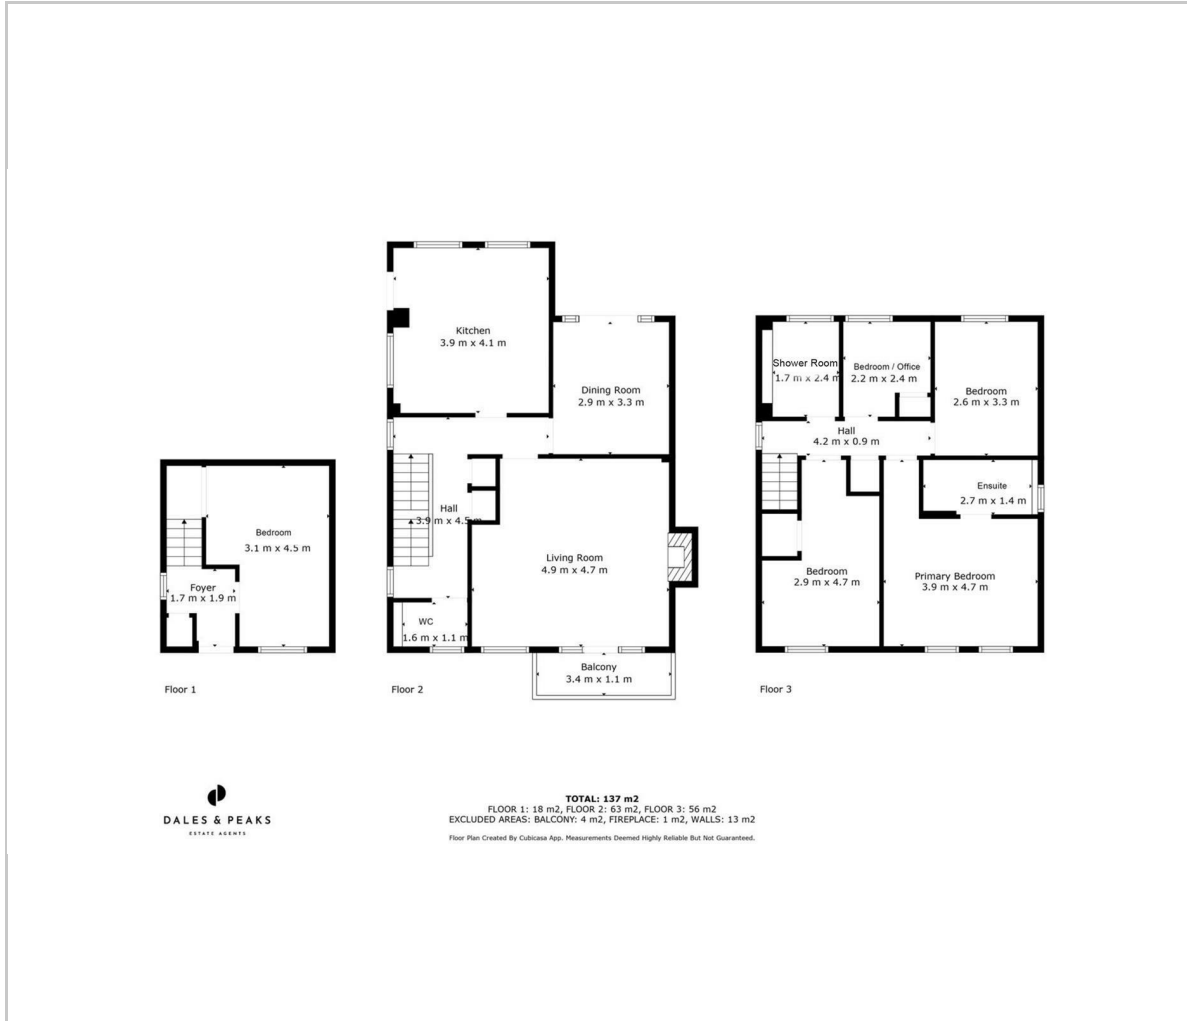 Kitchen
3.9 m x 4.1 m
Dining Room
2.9 m x 3.3 m
Hall
3.9 m x 4.5 m
Living Room
4.9 m x 4.7 m
WC
1.6 m x 1.1 m
Balcony
3.4 m x 1.1 m
Bedroom
3.1 m x 4.5 m
Foyer
1.7 m x 1.9 m
Shower Room
1.7 m x 2.4 m
Bedroom / Office
2.2 m x 2.4 m
Bedroom
2.6 m x 3.3 m
Hall
4.2 m x 0.9 m
Ensuite
2.7 m x 1.4 m
Bedroom
2.9 m x 4.7 m
Primary Bedroom
3.9 m x 4.7 m
Floor 1
Floor 2
Floor 3
DALES & PEAKS
ESTATE AGENTS
TOTAL: 137 m2
FLOOR 1: 18 m2, FLOOR 2: 63 m2, FLOOR 3: 56 m2
EXCLUDED AREAS: BALCONY: 4 m2, FIREPLACE: 1 m2, WALLS: 13 m2
Floor Plan Created By Cubicasa App. Measurements Deemed Highly Reliable But Not Guaranteed.